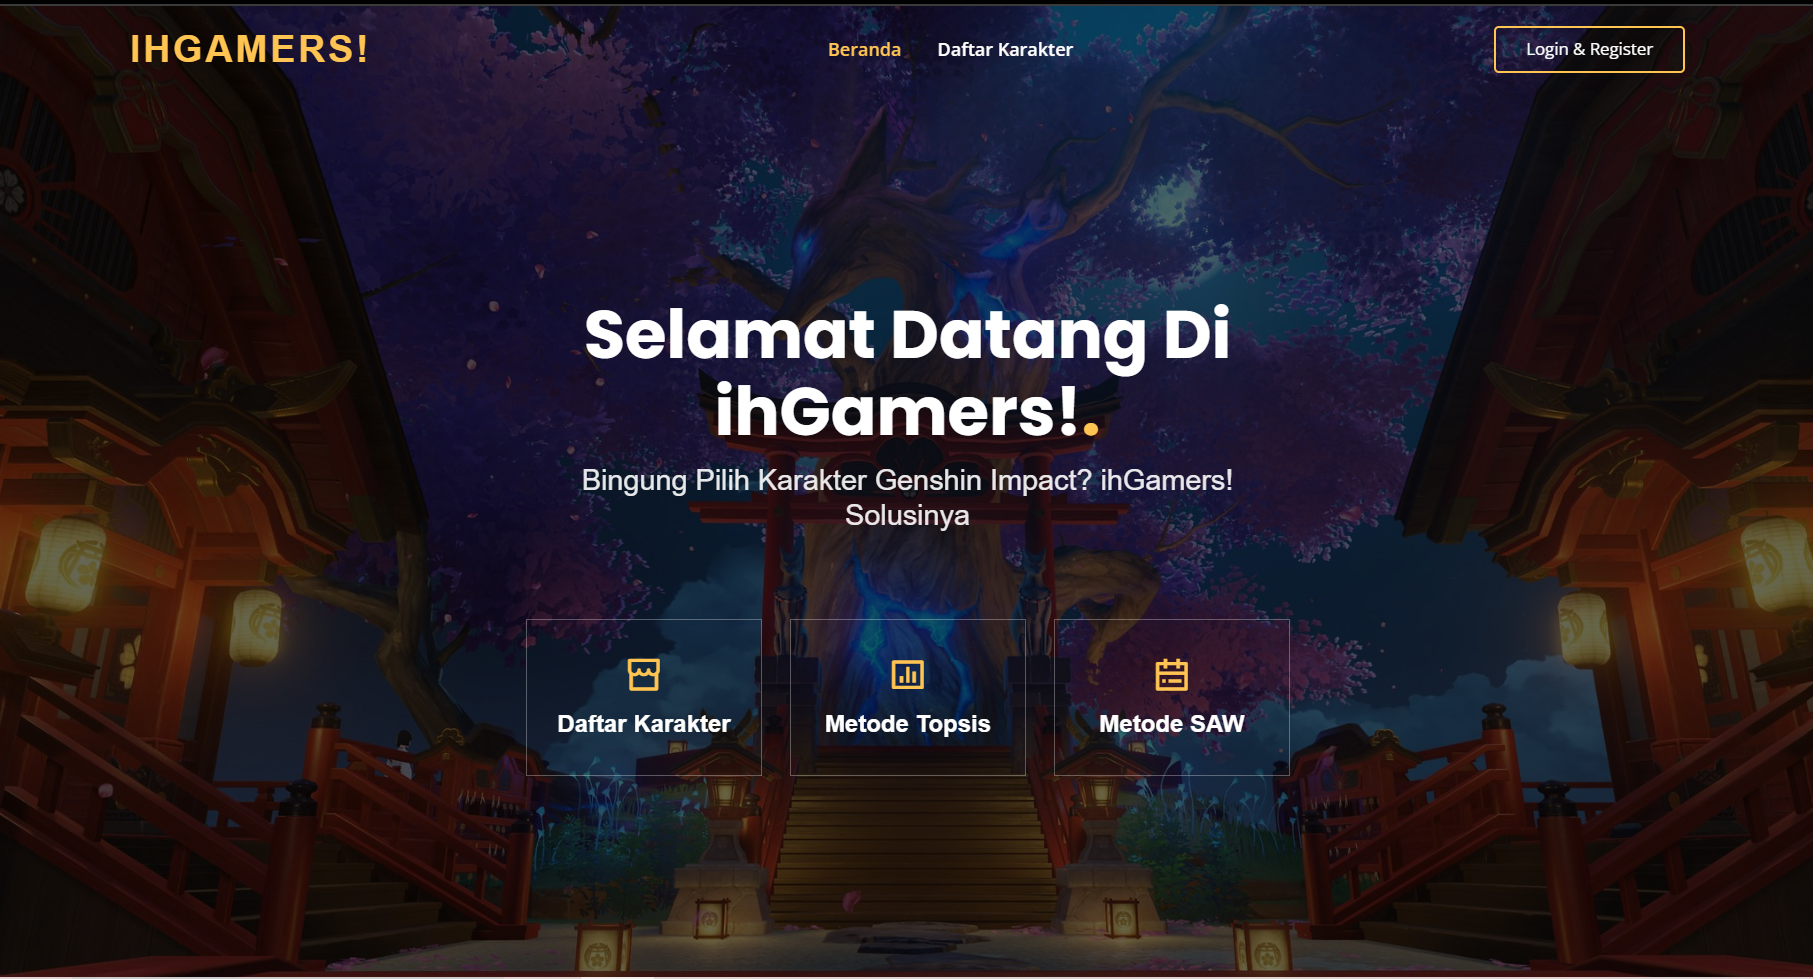 IHGAMERS!
Beranda
Daftar Karakter
Login & Register
Selamat Datang Di
ihGamers!.
Bingung Pilih Karakter Genshin Impact? ihGamers!
Solusinya
Daftar Karakter
Metode Topsis
Metode SAW